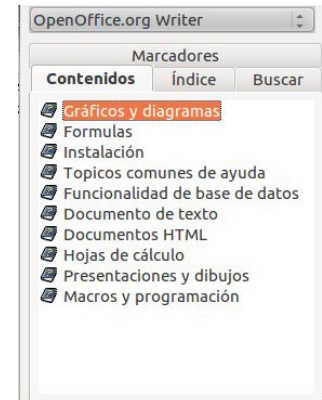 OpenOffice.org Writer
Marcadores
Contenidos Índice Buscar
Gráficos y diagramas
Formulas
Instalación
Topicos comunes de ayuda
Funcionalidad de base de datos
Documento de texto
Documentos HTML
Hojas de cálculo
Presentaciones y dibujos
Macros y programación